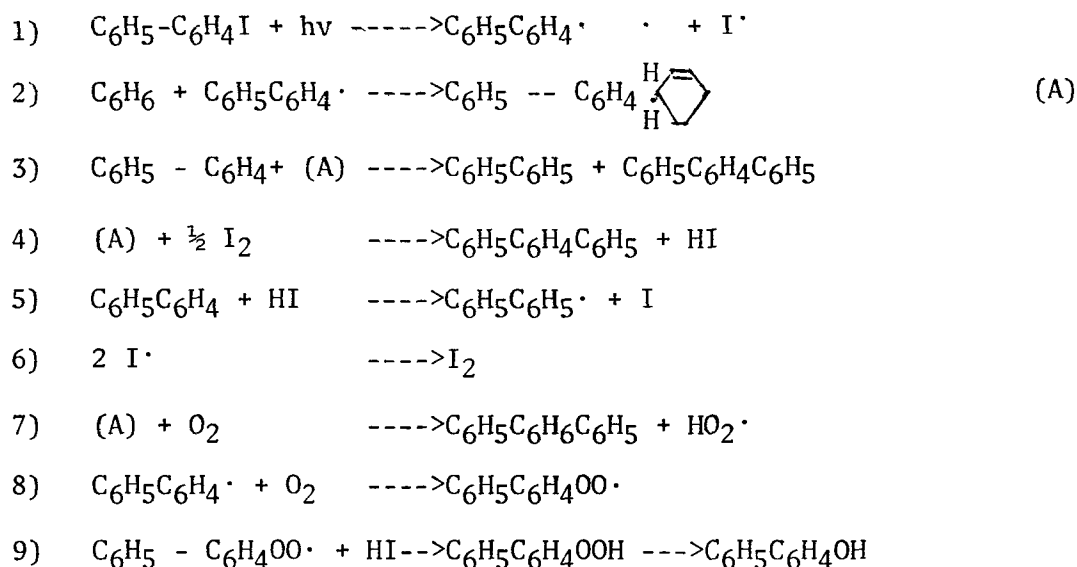 1) C₆H₅-C₆H₄I + hv ----->C₆H₅C₆H₄· · + I·
2) C₆H₆ + C₆H₅C₆H₄· ---->C₆H₅ -- C₆H₄ H H (A)
3) C₆H₅ - C₆H₄+ (A) ---->C₆H₅C₆H₅ + C₆H₅C₆H₄C₆H₅
4) (A) + ½ I₂ ---->C₆H₅C₆H₄C₆H₅ + HI
5) C₆H₅C₆H₄ + HI ---->C₆H₅C₆H₅· + I
6) 2 I· ---->I₂
7) (A) + O₂ ---->C₆H₅C₆H₆C₆H₅ + HO₂·
8) C₆H₅C₆H₄· + O₂ ---->C₆H₅C₆H₄OO·
9) C₆H₅ - C₆H₄OO· + HI-->C₆H₅C₆H₄OOH --->C₆H₅C₆H₄OH